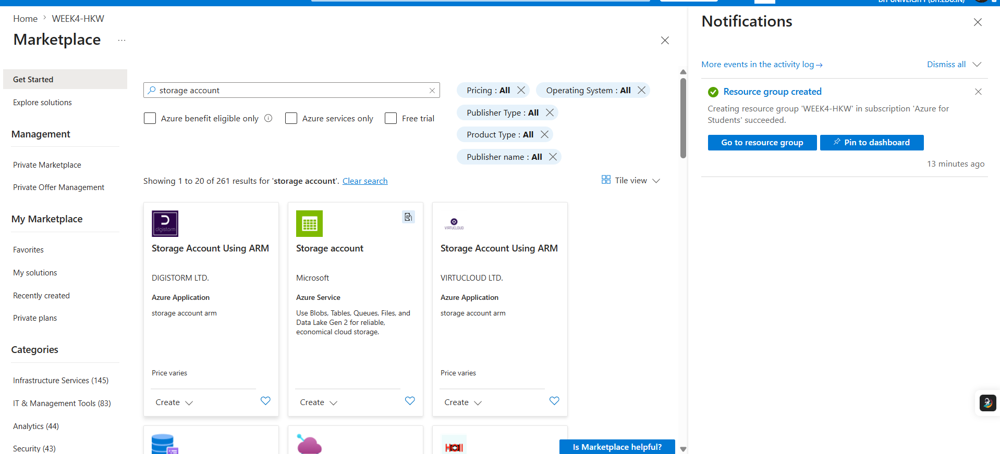 DIT UNIVERSITY (DIT.EDU.IN)
Home > WEEK4-HKW
Marketplace ...
Get Started
Explore solutions
Management
Private Marketplace
Private Offer Management
My Marketplace
Favorites
My solutions
Recently created
Private plans
Categories
Infrastructure Services (145)
IT & Management Tools (83)
Analytics (44)
Security (43)
storage account
Azure benefit eligible only
Azure services only
Free trial
Pricing : All
Operating System : All
Publisher Type : All
Product Type : All
Publisher name : All
Showing 1 to 20 of 261 results for 'storage account'. Clear search
Tile view
digistorm
Storage Account Using ARM
DIGISTORM LTD.
Azure Application
storage account arm
Price varies
Create
Storage account
Microsoft
Azure Service
Use Blobs, Tables, Queues, Files, and
Data Lake Gen 2 for reliable,
economical cloud storage.
Create
VIRTUCLOUD
Storage Account Using ARM
VIRTUCLOUD LTD.
Azure Application
storage account arm
Price varies
Create
Is Marketplace helpful?
Notifications
More events in the activity log →
Dismiss all
Resource group created
Creating resource group 'WEEK4-HKW' in subscription 'Azure for
Students' succeeded.
Go to resource group
Pin to dashboard
13 minutes ago